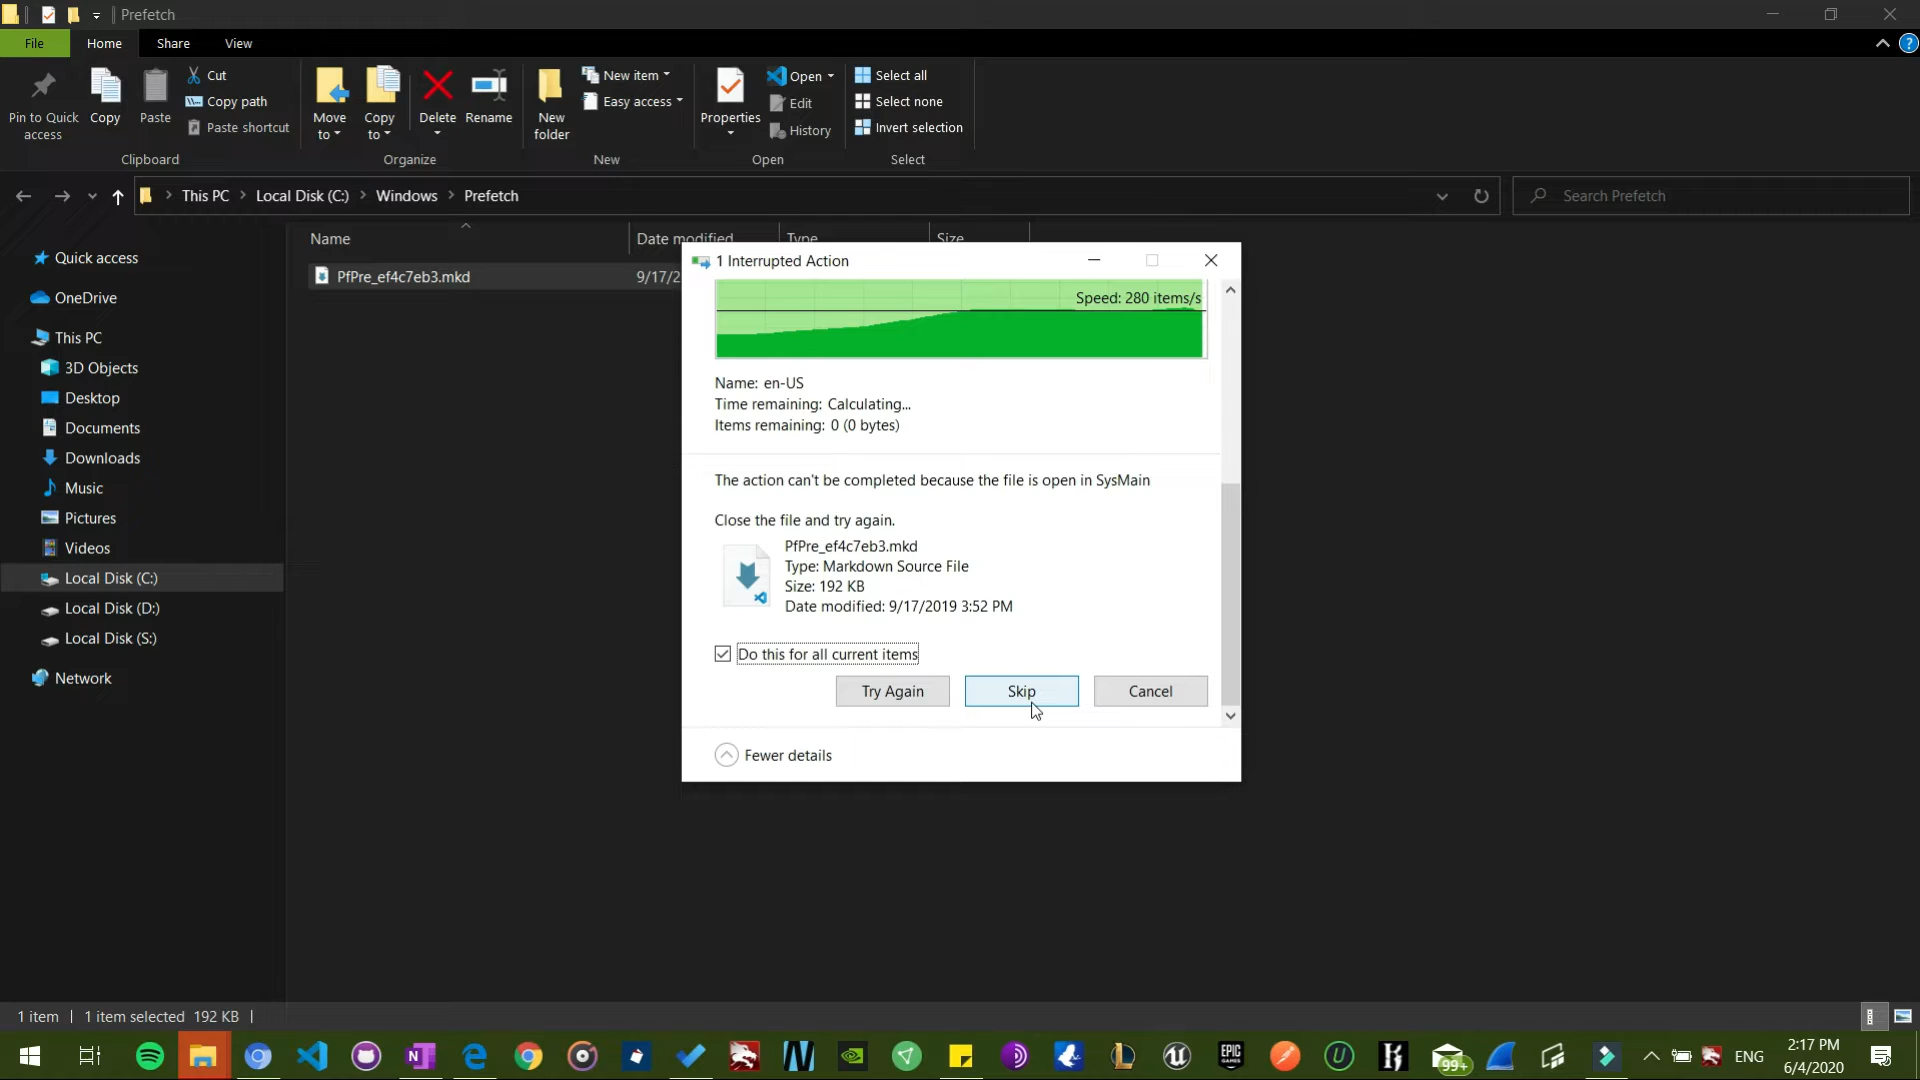 Prefetch
File
Home
Share
View
Pin to Quick access
Copy
Paste
Cut
Copy path
Paste shortcut
Clipboard
Move to
Copy to
Delete
Rename
Organize
New folder
New item
Easy access
New
Properties
Open
Edit
History
Open
Select all
Select none
Invert selection
Select
This PC
Local Disk (C:)
Windows
Prefetch
Search Prefetch
Name
Date modified
Type
Size
PfPre_ef4c7eb3.mkd
9/17/2
Quick access
OneDrive
This PC
3D Objects
Desktop
Documents
Downloads
Music
Pictures
Videos
Local Disk (C:)
Local Disk (D:)
Local Disk (S:)
Network
1 Interrupted Action
Speed: 280 items/s
Name: en-US
Time remaining: Calculating...
Items remaining: 0 (0 bytes)
The action can't be completed because the file is open in SysMain
Close the file and try again.
PfPre_ef4c7eb3.mkd
Type: Markdown Source File
Size: 192 KB
Date modified: 9/17/2019 3:52 PM
Do this for all current items
Try Again
Skip
Cancel
Fewer details
1 item
1 item selected 192 KB
EPIC GAMES
99+
ENG
2:17 PM
6/4/2020